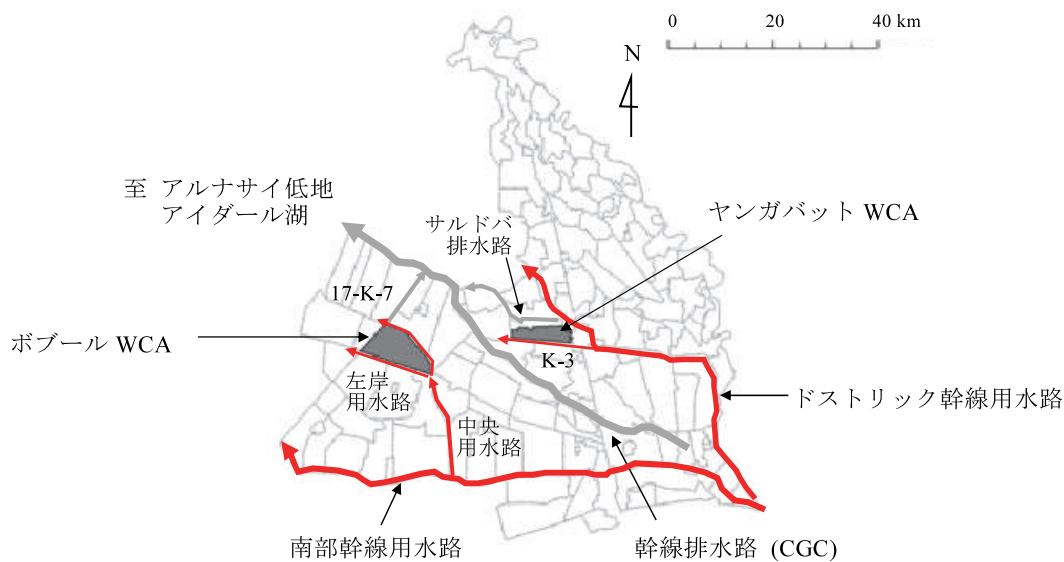 0 20 40 km
N
至 アルナサイ低地
アイダール湖
サルドバ
排水路
ヤンガバット WCA
17-K-7
ボブール WCA
K-3
左岸
用水路
ドストリック幹線用水路
中央
用水路
南部幹線用水路
幹線排水路 (CGC)